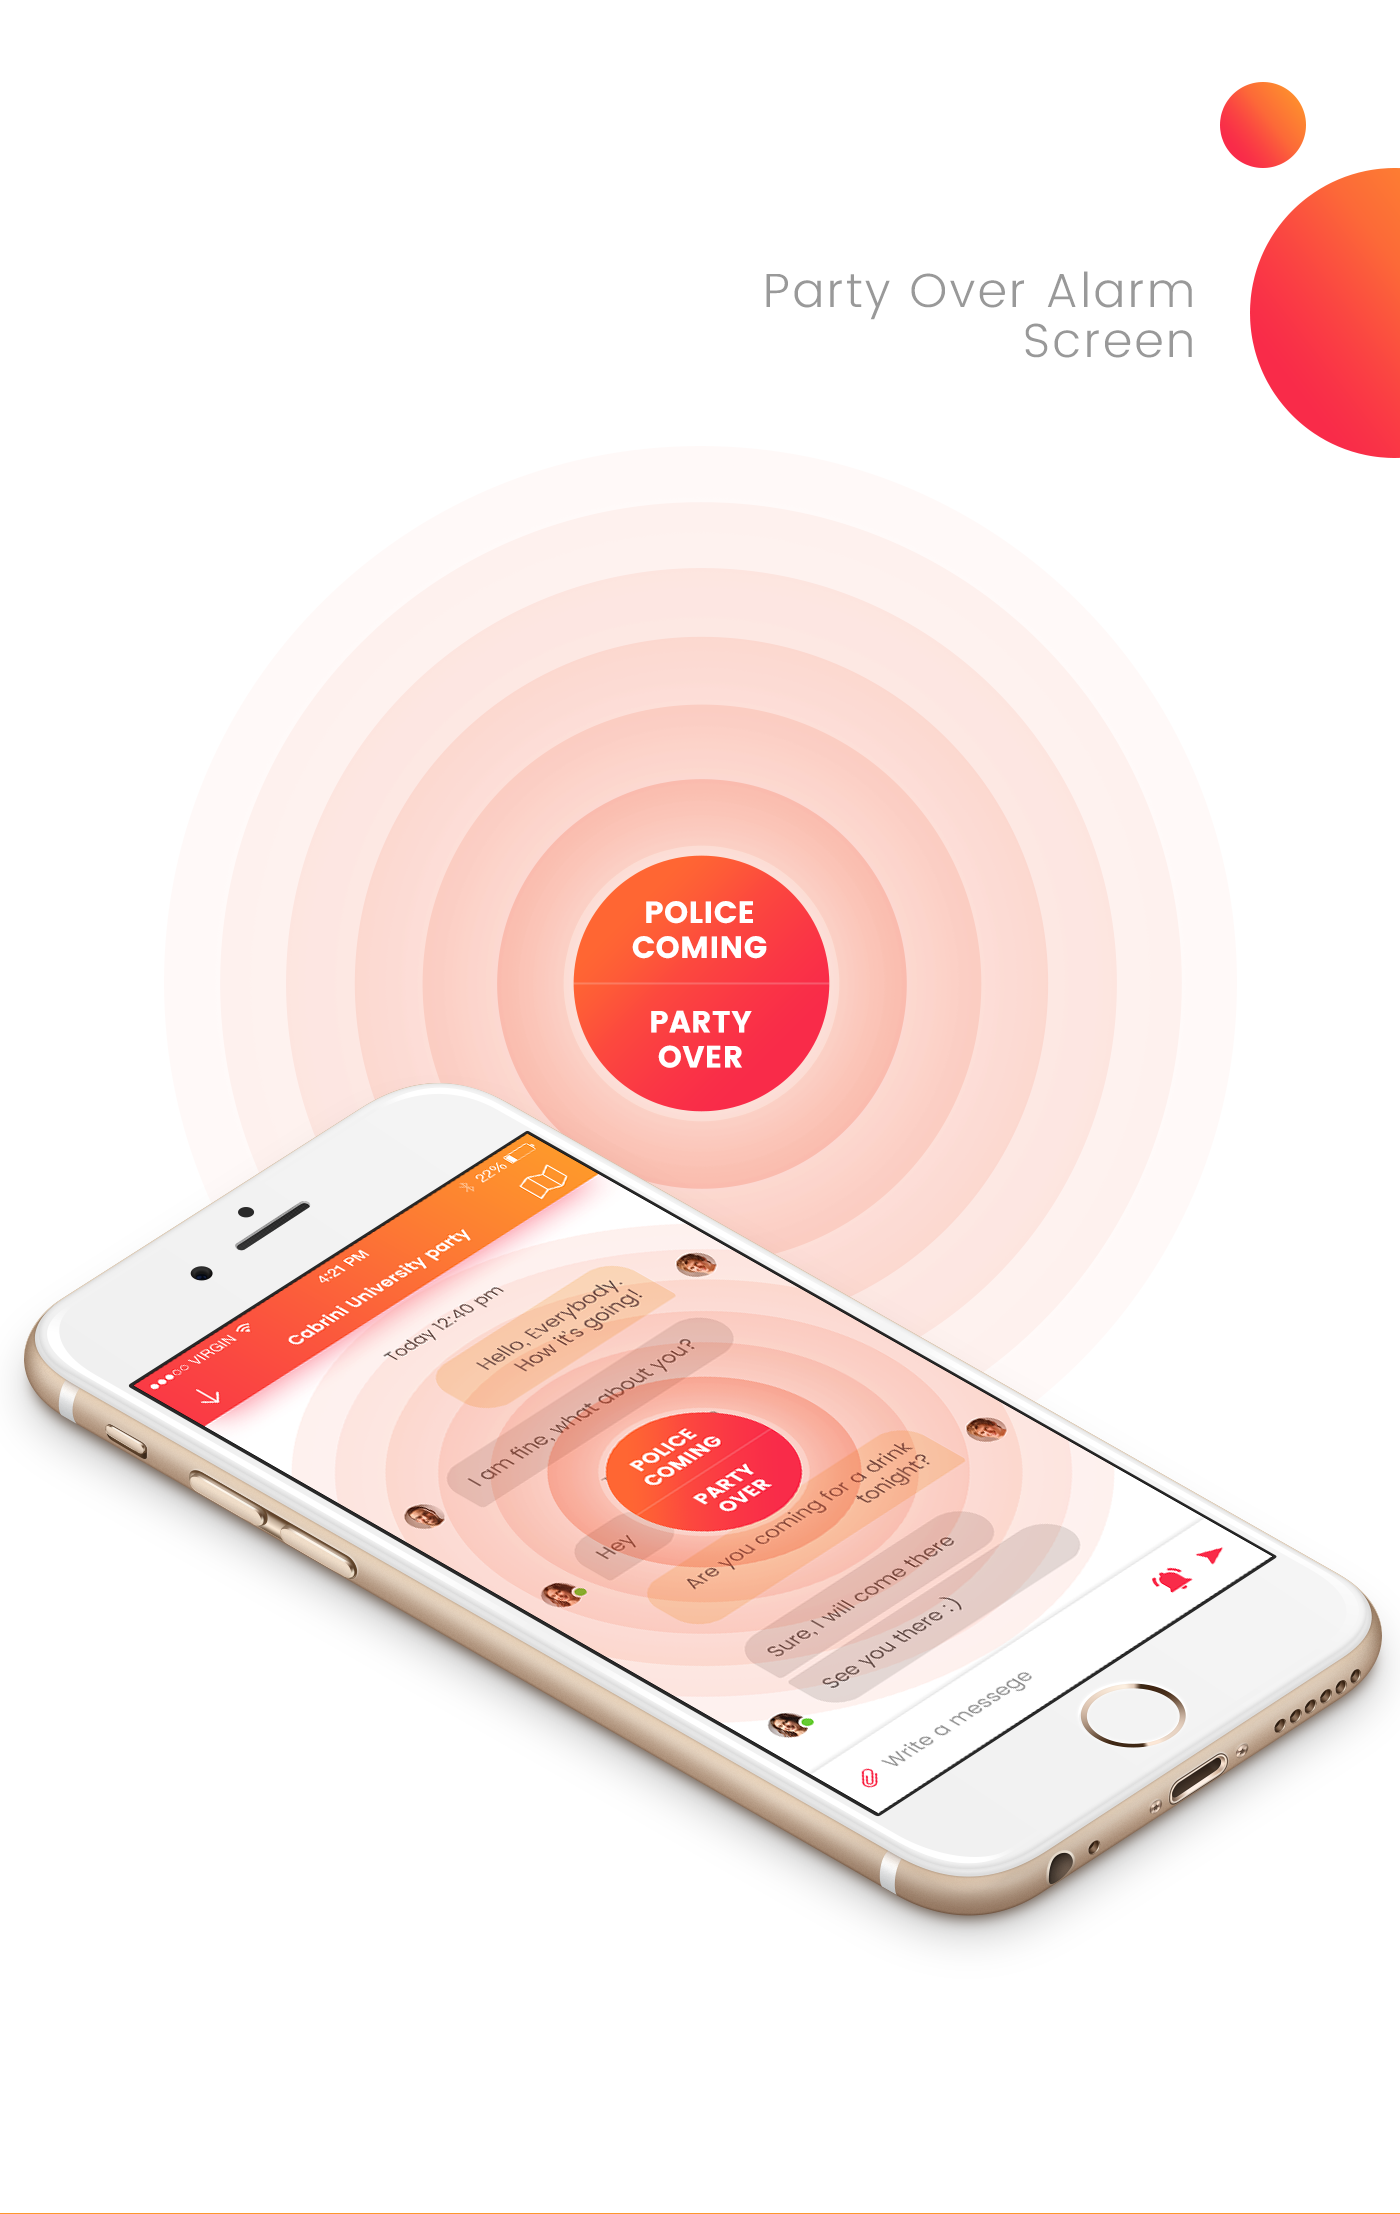 Party Over Alarm
Screen
POLICE
COMING
PARTY
OVER
VIRGIN
4:21 PM
22%
Cabrini University party
Today 12:40 pm
Hello, Everybody.
How it's going!
I am fine, what about you?
POLICE
COMING
PARTY
OVER
Hey
Are you coming for a drink
tonight?
Sure, I will come there
See you there :)
Write a messege